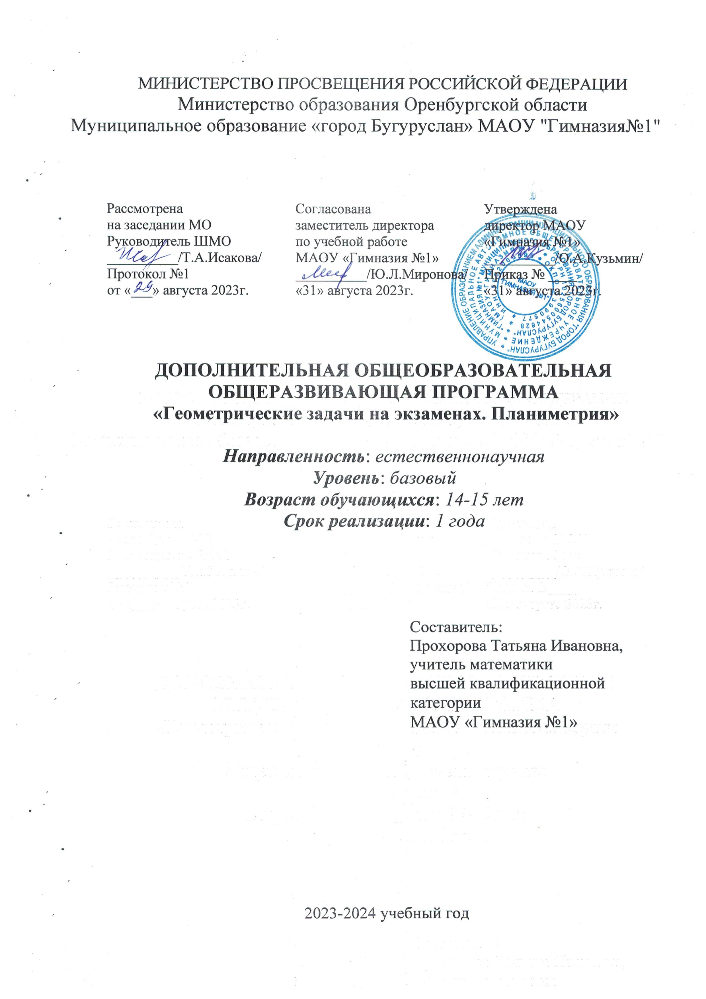 МИНИСТЕРСТВО ПРОСВЕЩЕНИЯ РОССИЙСКОЙ ФЕДЕРАЦИИ
Министерство образования Оренбургской области
Муниципальное образование «город Бугуруслан» МАОУ "Гимназия№1"
Рассмотрена
на заседании МО
Руководитель ШМО
/Т.А.Исакова/
Протокол №1
от «29» августа 2023г.
Согласована
заместитель директора
по учебной работе
МАОУ «Гимназия №1»
/Ю.Л.Миронова/
«31» августа 2023г.
Утверждена
директор МАОУ
«Гимназия №1»
/О.А.Кузьмин/
Приказ №
«31» августа 2023г.
ДОПОЛНИТЕЛЬНАЯ ОБЩЕОБРАЗОВАТЕЛЬНАЯ
ОБЩЕРАЗВИВАЮЩАЯ ПРОГРАММА
«Геометрические задачи на экзаменах. Планиметрия»
Направленность: естественнонаучная
Уровень: базовый
Возраст обучающихся: 14-15 лет
Срок реализации: 1 года
Составитель:
Прохорова Татьяна Ивановна,
учитель математики
высшей квалификационной
категории
МАОУ «Гимназия №1»
2023-2024 учебный год